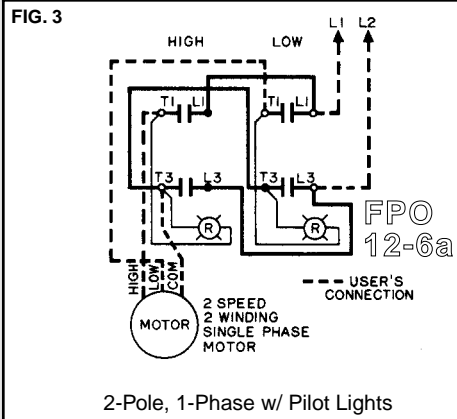 FIG. 3
L1 L2
HIGH LOW
T1 L1 T1 L1
T3 L3 T3 L3
R R
FPO
12-6a
HIGH
LOW
COM
USER'S
CONNECTION
MOTOR
2 SPEED
2 WINDING
SINGLE PHASE
MOTOR
2-Pole, 1-Phase w/ Pilot Lights